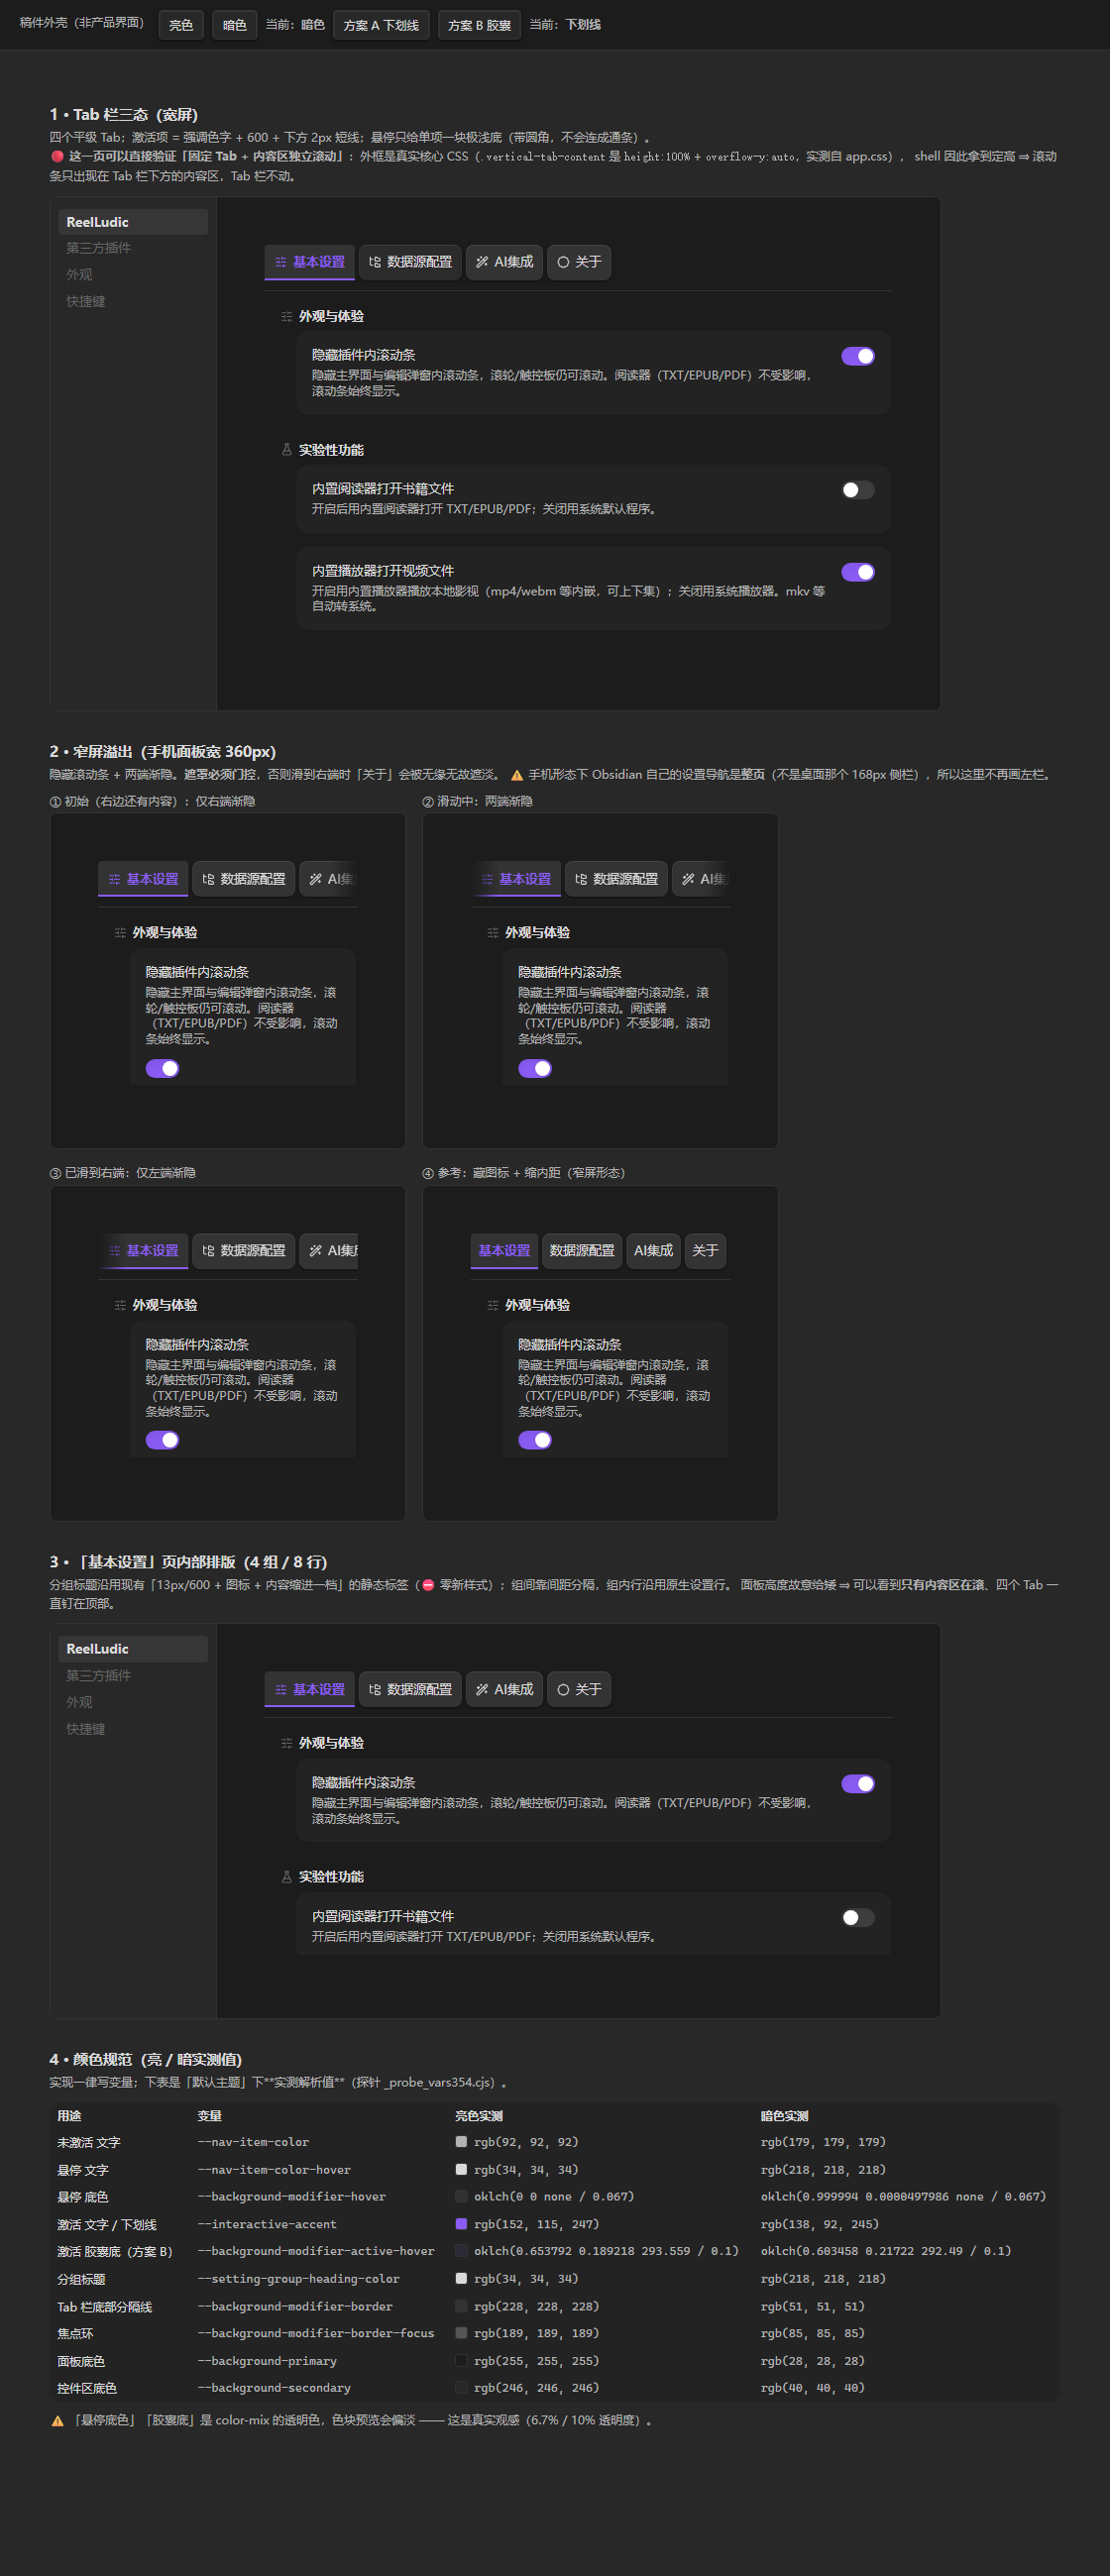 稿件外壳（非产品界面） 亮色 暗色 当前：暗色 方案 A 下划线 方案 B 胶囊 当前：下划线
1 • Tab 栏三态（宽屏）
四个平级 Tab；激活项 = 强调色字 + 600 + 下方 2px 短线；悬停只给单项一块极浅底（带圆角，不会连成通条）。
🔴 这一页可以直接验证「固定 Tab + 内容区独立滚动」：外框是真实核心 CSS（.vertical-tab-content 是 height:100% + overflow-y:auto，实测自 app.css）， shell 因此拿到定高 ⇒ 滚动
条只出现在 Tab 栏下方的内容区，Tab 栏不动。
ReelLudic
第三方插件
外观
快捷键
基本设置 数据源配置 AI集成 关于
外观与体验
隐藏插件内滚动条
隐藏主界面与编辑弹窗内滚动条，滚轮/触控板仍可滚动。阅读器（TXT/EPUB/PDF）不受影响，
滚动条始终显示。
实验性功能
内置阅读器打开书籍文件
开启后用内置阅读器打开 TXT/EPUB/PDF；关闭用系统默认程序。
内置播放器打开视频文件
开启用内置播放器播放本地影视（mp4/webm 等内嵌，可上下集）；关闭用系统播放器。mkv 等
自动转系统。
2 • 窄屏溢出（手机面板宽 360px）
隐藏滚动条 + 两端渐隐。遮罩必须门控，否则滑到右端时「关于」会被无缘无故遮淡。 ⚠️ 手机形态下 Obsidian 自己的设置导航是整页（不是桌面那个 168px 侧栏），所以这里不再画左栏。
① 初始（右边还有内容）：仅右端渐隐
基本设置 数据源配置 AI集
外观与体验
隐藏插件内滚动条
隐藏主界面与编辑弹窗内滚动条，滚
轮/触控板仍可滚动。阅读器
（TXT/EPUB/PDF）不受影响，滚动
条始终显示。
② 滑动中：两端渐隐
基本设置 数据源配置 AI集
外观与体验
隐藏插件内滚动条
隐藏主界面与编辑弹窗内滚动条，滚
轮/触控板仍可滚动。阅读器
（TXT/EPUB/PDF）不受影响，滚动
条始终显示。
③ 已滑到右端：仅左端渐隐
基本设置 数据源配置 AI集
外观与体验
隐藏插件内滚动条
隐藏主界面与编辑弹窗内滚动条，滚
轮/触控板仍可滚动。阅读器
（TXT/EPUB/PDF）不受影响，滚动
条始终显示。
④ 参考：藏图标 + 缩内距（窄屏形态）
基本设置 数据源配置 AI集成 关于
外观与体验
隐藏插件内滚动条
隐藏主界面与编辑弹窗内滚动条，滚
轮/触控板仍可滚动。阅读器
（TXT/EPUB/PDF）不受影响，滚动
条始终显示。
3 • 「基本设置」页内部排版（4 组 / 8 行）
分组标题沿用现有「13px/600 + 图标 + 内容缩进一档」的静态标签（⛔ 零新样式）；组间靠间距分隔，组内行沿用原生设置行。 面板高度故意给矮 ⇒ 可以看到只有内容区在滚、四个 Tab 一
直钉在顶部。
ReelLudic
第三方插件
外观
快捷键
基本设置 数据源配置 AI集成 关于
外观与体验
隐藏插件内滚动条
隐藏主界面与编辑弹窗内滚动条，滚轮/触控板仍可滚动。阅读器（TXT/EPUB/PDF）不受影响，
滚动条始终显示。
实验性功能
内置阅读器打开书籍文件
开启后用内置阅读器打开 TXT/EPUB/PDF；关闭用系统默认程序。
4 • 颜色规范（亮 / 暗实测值）
实现一律写变量；下表是「默认主题」下**实测解析值**（探针 _probe_vars354.cjs）。
用途 变量 亮色实测 暗色实测
未激活 文字 --nav-item-color rgb(92, 92, 92) rgb(179, 179, 179)
悬停 文字 --nav-item-color-hover rgb(34, 34, 34) rgb(218, 218, 218)
悬停 底色 --background-modifier-hover oklch(0 0 none / 0.067) oklch(0.999994 0.0000497986 none / 0.067)
激活 文字 / 下划线 --interactive-accent rgb(152, 115, 247) rgb(138, 92, 245)
激活 胶囊底（方案 B） --background-modifier-active-hover oklch(0.653792 0.189218 293.559 / 0.1) oklch(0.603458 0.21722 292.49 / 0.1)
分组标题 --setting-group-heading-color rgb(34, 34, 34) rgb(218, 218, 218)
Tab 栏底部分隔线 --background-modifier-border rgb(228, 228, 228) rgb(51, 51, 51)
焦点环 --background-modifier-border-focus rgb(189, 189, 189) rgb(85, 85, 85)
面板底色 --background-primary rgb(255, 255, 255) rgb(28, 28, 28)
控件区底色 --background-secondary rgb(246, 246, 246) rgb(40, 40, 40)
⚠️ 「悬停底色」「胶囊底」是 color-mix 的透明色，色块预览会偏淡 —— 这是真实观感（6.7% / 10% 透明度）。